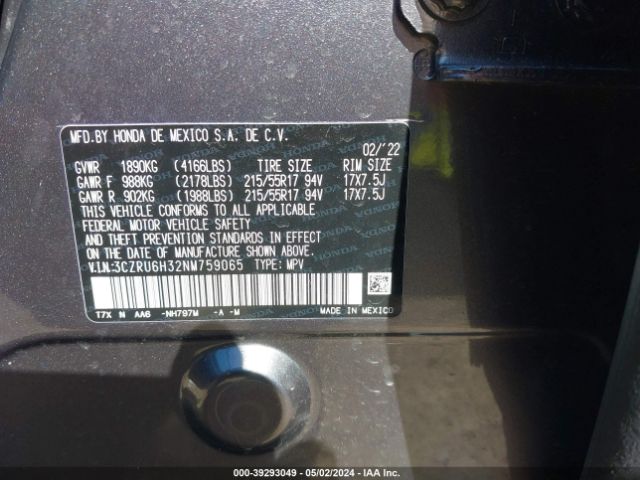 MFD.BY HONDA DE MEXICO S.A. DE C.V.
02/'22
GVWR 1890KG (4166LBS) TIRE SIZE RIM SIZE
GAWR F 988KG (2178LBS) 215/55R17 94V 17X7.5J
GAWR R 902KG (1988LBS) 215/55R17 94V 17X7.5J
THIS VEHICLE CONFORMS TO ALL APPLICABLE
FEDERAL MOTOR VEHICLE SAFETY
AND THEFT PREVENTION STANDARDS IN EFFECT
ON THE DATE OF MANUFACTURE SHOWN ABOVE.
V.I.N:3CZRU6H32NM759065 TYPE: MPV
T7X N AA6 -NH797M -A -M MADE IN MEXICO
000-39293049 - 05/02/2024 - IAA Inc.